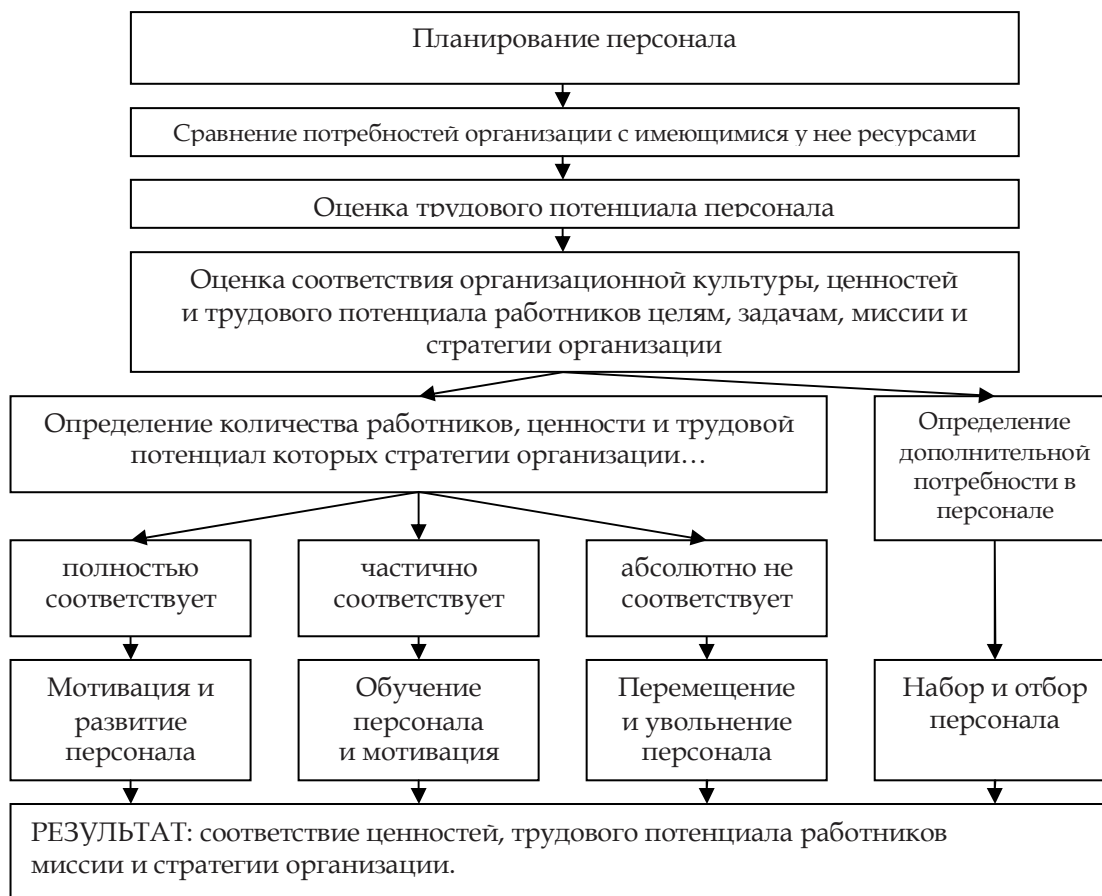 Планирование персонала
Сравнение потребностей организации с имеющимися у нее ресурсами
Оценка трудового потенциала персонала
Оценка соответствия организационной культуры, ценностей
и трудового потенциала работников целям, задачам, миссии и
стратегии организации
Определение количества работников, ценности и трудовой
потенциал которых стратегии организации…
Определение
дополнительной
потребности в
персонале
полностью
соответствует
частично
соответствует
абсолютно не
соответствует
Мотивация и
развитие
персонала
Обучение
персонала
и мотивация
Перемещение
и увольнение
персонала
Набор и отбор
персонала
РЕЗУЛЬТАТ: соответствие ценностей, трудового потенциала работников
миссии и стратегии организации.